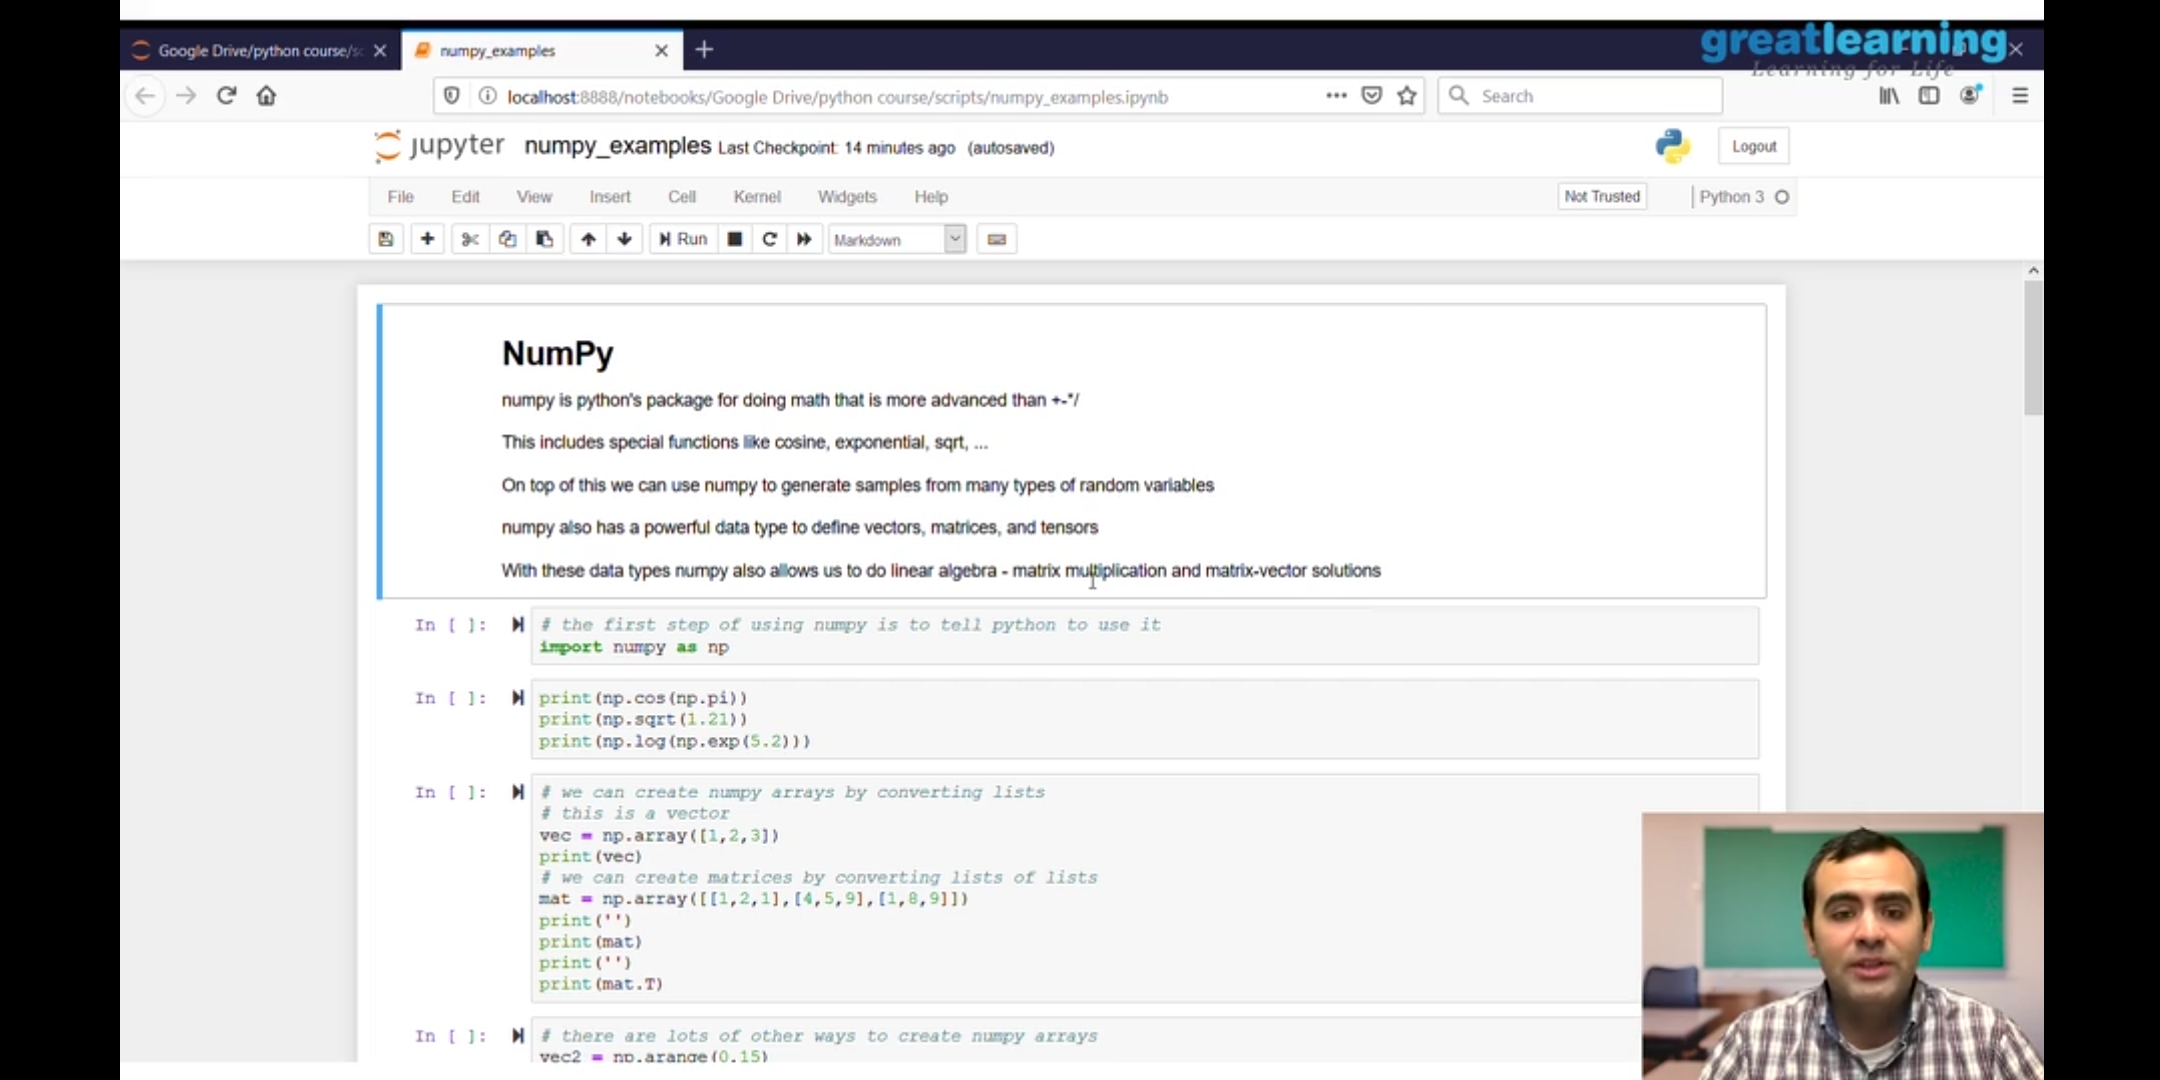 greatlearning
Learning for Life
Google Drive/python course/sc
numpy_examples
localhost:8888/notebooks/Google Drive/python course/scripts/numpy_examples.ipynb
Search
jupyter numpy_examples Last Checkpoint: 14 minutes ago (autosaved)
Logout
File Edit View Insert Cell Kernel Widgets Help
Not Trusted
Python 3
Run
Markdown
NumPy
numpy is python's package for doing math that is more advanced than +-*/
This includes special functions like cosine, exponential, sqrt, ...
On top of this we can use numpy to generate samples from many types of random variables
numpy also has a powerful data type to define vectors, matrices, and tensors
With these data types numpy also allows us to do linear algebra - matrix multiplication and matrix-vector solutions
In [ ]: # the first step of using numpy is to tell python to use it
import numpy as np
In [ ]: print(np.cos(np.pi))
print(np.sqrt(1.21))
print(np.log(np.exp(5.2)))
In [ ]: # we can create numpy arrays by converting lists
# this is a vector
vec = np.array([1,2,3])
print(vec)
# we can create matrices by converting lists of lists
mat = np.array([[1,2,1],[4,5,9],[1,8,9]])
print('')
print(mat)
print('')
print(mat.T)
In [ ]: # there are lots of other ways to create numpy arrays
vec2 = np.arange(0,15)